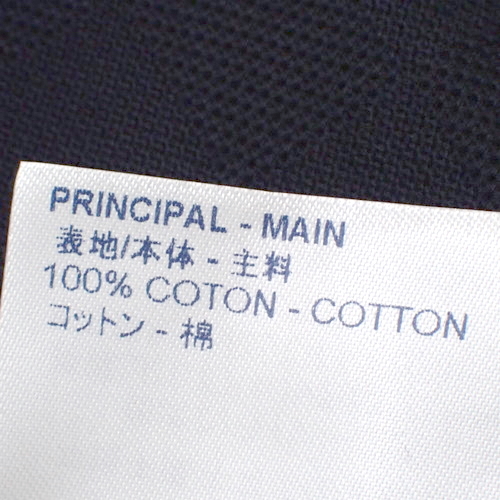 PRINCIPAL - MAIN
表地/本体 - 主料
100% COTON - COTTON
コットン - 棉